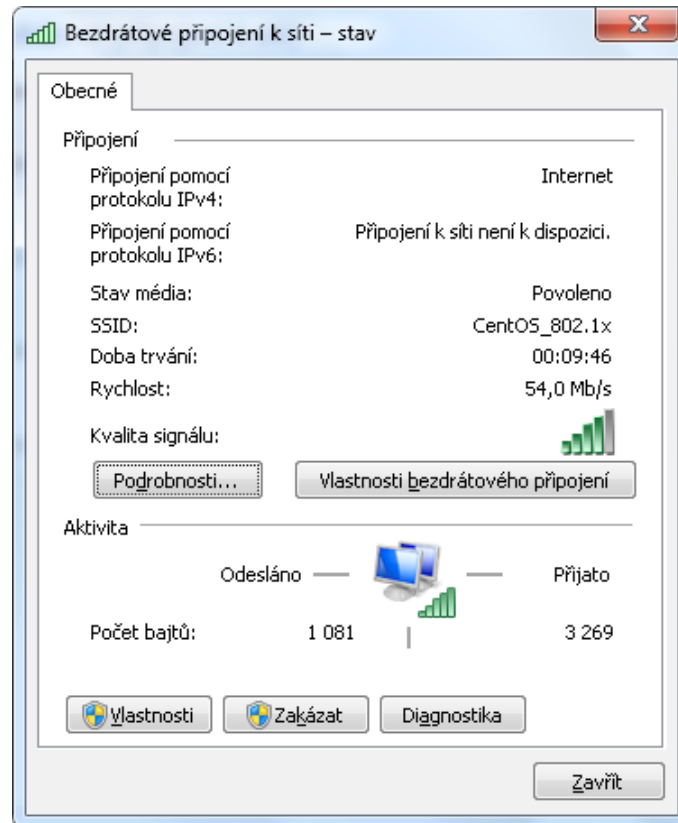 Bezdrátové připojení k síti – stav
Obecné
Připojení
Připojení pomocí
protokolu IPv4:
Internet
Připojení pomocí
protokolu IPv6:
Připojení k síti není k dispozici.
Stav média: Povoleno
SSID: CentOS_802.1x
Doba trvání: 00:09:46
Rychlost: 54,0 Mb/s
Kvalita signálu:
Podrobnosti... Vlastnosti bezdrátového připojení
Aktivita
Odesláno Přijato
Počet bajtů: 1 081 3 269
Vlastnosti Zakázat Diagnostika
Zavřít